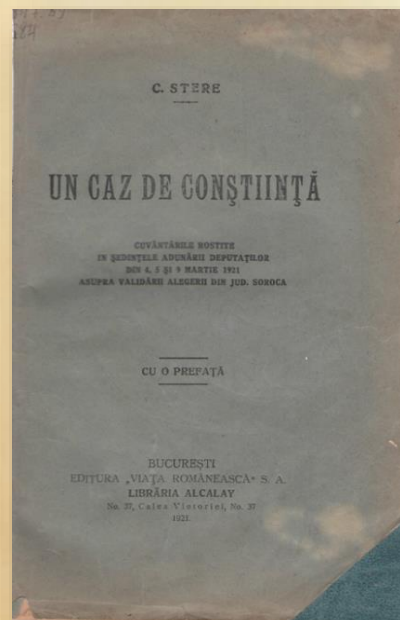 C. STERE
UN CAZ DE CONŞTIINŢĂ
CUVÂNTĂRILE ROSTITE
IN ŞEDINŢELE ADUNĂRII DEPUTAŢILOR
DIN 4, 5 ŞI 9 MARTIE 1921
ASUPRA VALIDĂRII ALEGERII DIN JUD. SOROCA
CU O PREFAŢĂ
BUCUREŞTI
EDITURA „VIAŢA ROMÂNEASCĂ“ S. A.
LIBRĂRIA ALCALAY
No. 37, Calea Victoriei, No. 37
1921